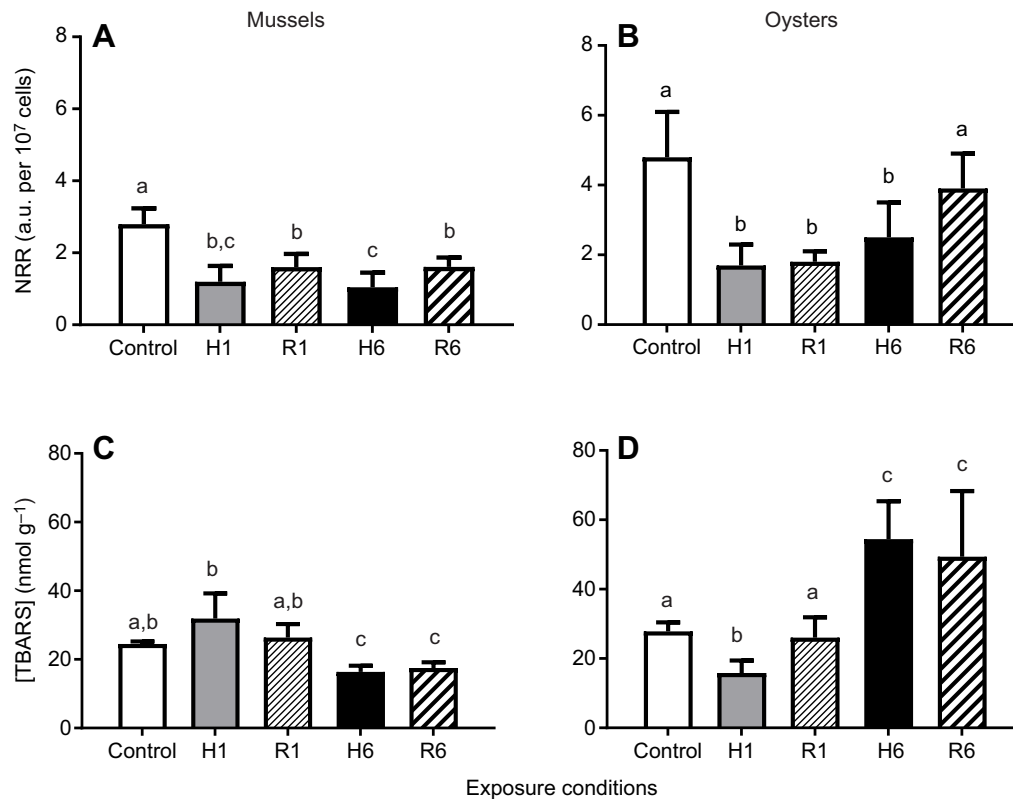 Mussels
Oysters
A
B
8
6
4
2
0
NRR (a.u. per 10⁷ cells)
a
b,c
b
c
b
Control H1 R1 H6 R6
8
6
4
2
0
a
b
b
b
a
Control H1 R1 H6 R6
C
D
80
60
40
20
0
[TBARS] (nmol g⁻¹)
a,b
b
a,b
c
c
Control H1 R1 H6 R6
80
60
40
20
0
a
b
a
c
c
Control H1 R1 H6 R6
Exposure conditions